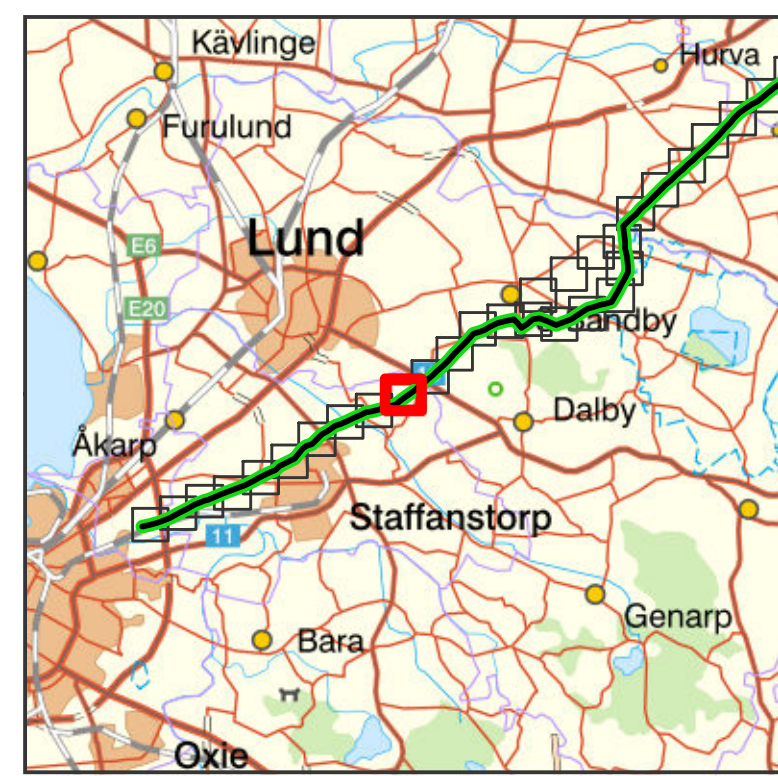 Kävlinge
Hurva
Furulund
Lund
E6
E20
Sandby
Dalby
Åkarp
Staffanstorp
11
Genarp
Bara
Oxie